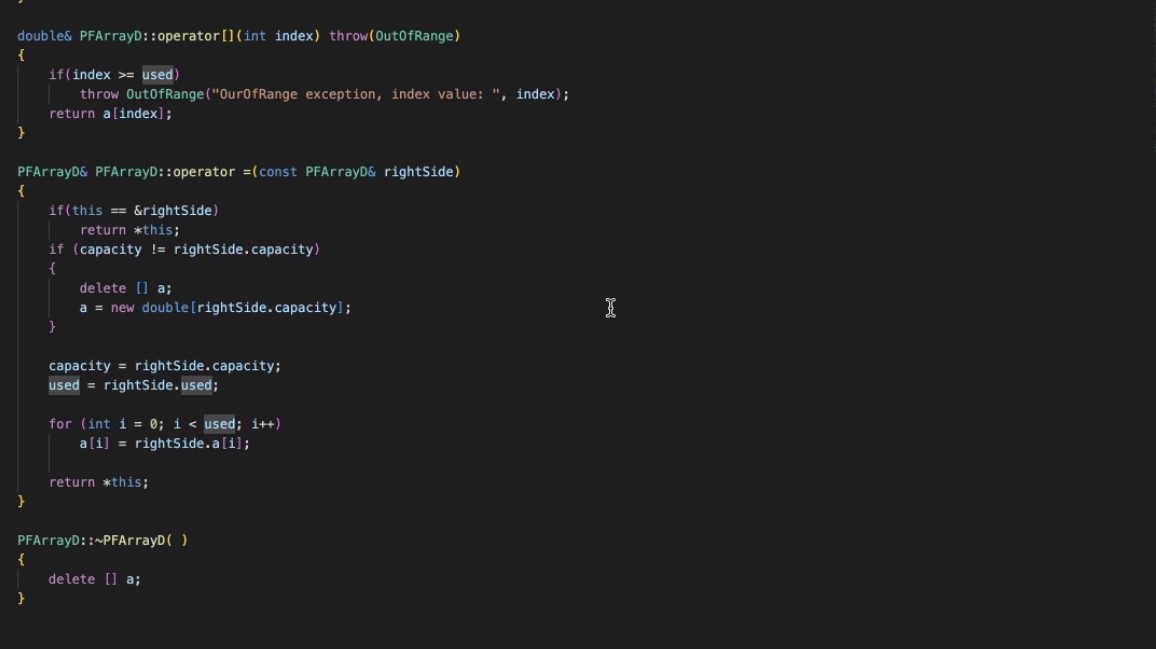 double& PFArrayD::operator[](int index) throw(OutOfRange)
{
    if(index >= used)
        throw OutOfRange("OurOfRange exception, index value: ", index);
    return a[index];
}
PFArrayD& PFArrayD::operator =(const PFArrayD& rightSide)
{
    if(this == &rightSide)
        return *this;
    if (capacity != rightSide.capacity)
    {
        delete [] a;
        a = new double[rightSide.capacity];
    }
    capacity = rightSide.capacity;
    used = rightSide.used;
    for (int i = 0; i < used; i++)
        a[i] = rightSide.a[i];
    return *this;
}
PFArrayD::~PFArrayD( )
{
    delete [] a;
}